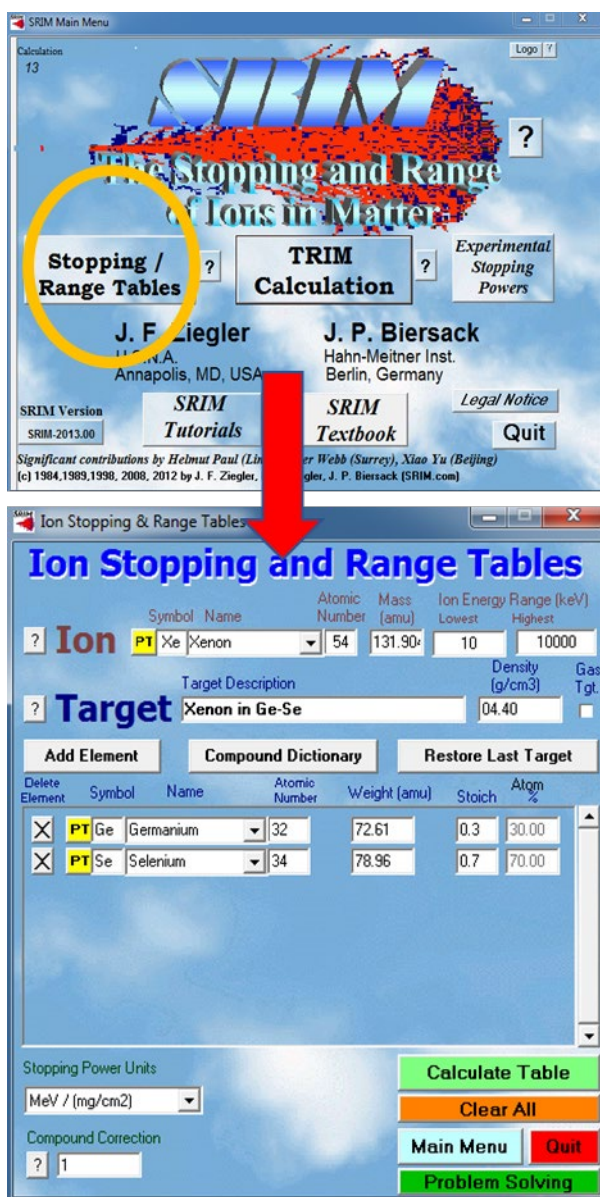 SRIM Main Menu
Calculation
13
Logo ?
SRIM
?
The Stopping and Range
of Ions in Matter
Stopping /
Range Tables
?
TRIM
Calculation
?
Experimental
Stopping
Powers
J. F. Ziegler
U.S.N.A.
Annapolis, MD, USA
J. P. Biersack
Hahn-Meitner Inst.
Berlin, Germany
SRIM Version
SRIM-2013.00
SRIM
Tutorials
SRIM
Textbook
Legal Notice
Quit
Significant contributions by Helmut Paul (Lin er Webb (Surrey), Xiao Yu (Beijing)
(c) 1984,1989,1998, 2008, 2012 by J. F. Ziegler, gler, J. P. Biersack (SRIM.com)
Ion Stopping & Range Tables
Ion Stopping and Range Tables
Symbol Name Atomic Number Mass (amu) Ion Energy Range (keV) Lowest Highest
? Ion PT Xe Xenon 54 131.90 10 10000
Target Description Density (g/cm3) Gas Tgt.
? Target Xenon in Ge-Se 04.40
Add Element Compound Dictionary Restore Last Target
Delete Element Symbol Name Atomic Number Weight (amu) Stoich Atom %
X PT Ge Germanium 32 72.61 0.3 30.00
X PT Se Selenium 34 78.96 0.7 70.00
Stopping Power Units
MeV / (mg/cm2)
Compound Correction
? 1
Calculate Table
Clear All
Main Menu Quit
Problem Solving